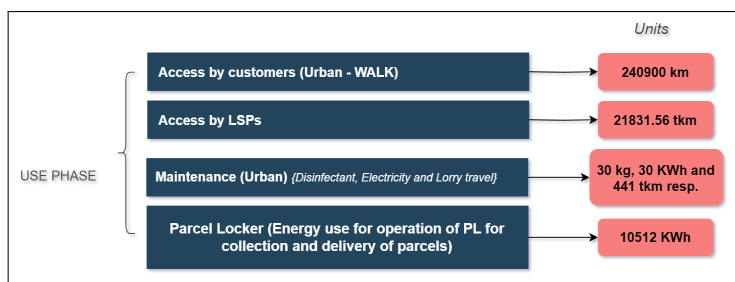 Units
Access by customers (Urban - WALK)
240900 km
Access by LSPs
21831.56 tkm
USE PHASE
Maintenance (Urban) {Disinfectant, Electricity and Lorry travel}
30 kg, 30 KWh and
441 tkm resp.
Parcel Locker (Energy use for operation of PL for
collection and delivery of parcels)
10512 KWh